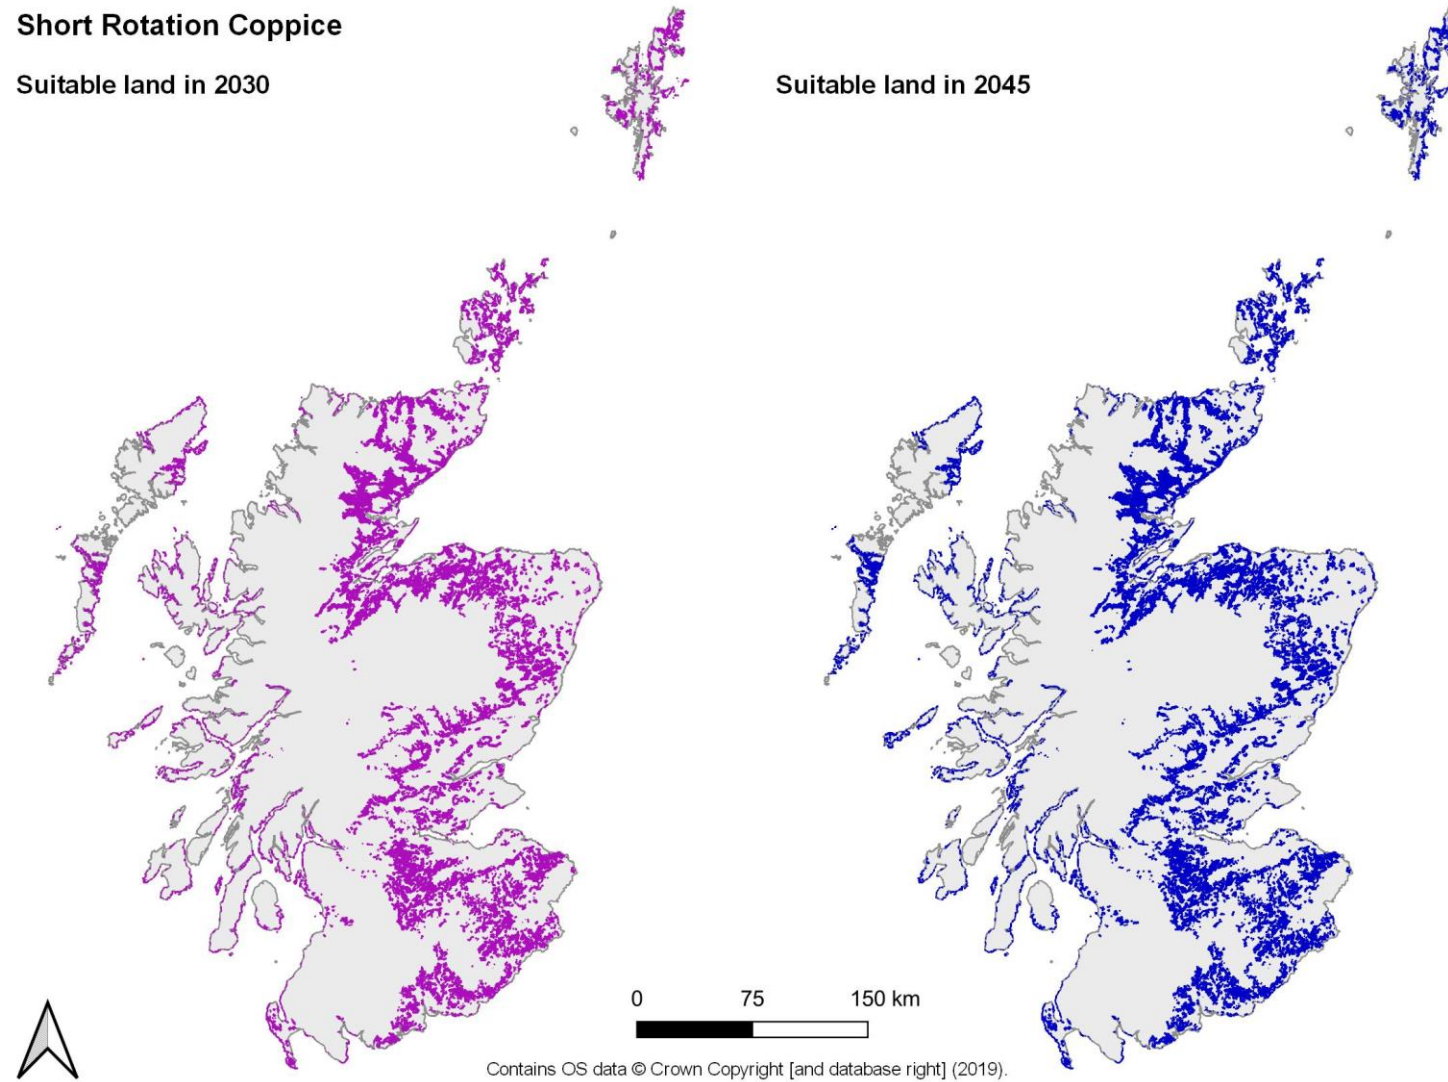 Short Rotation Coppice
Suitable land in 2030
Suitable land in 2045
0 75 150 km
Contains OS data © Crown Copyright [and database right] (2019).